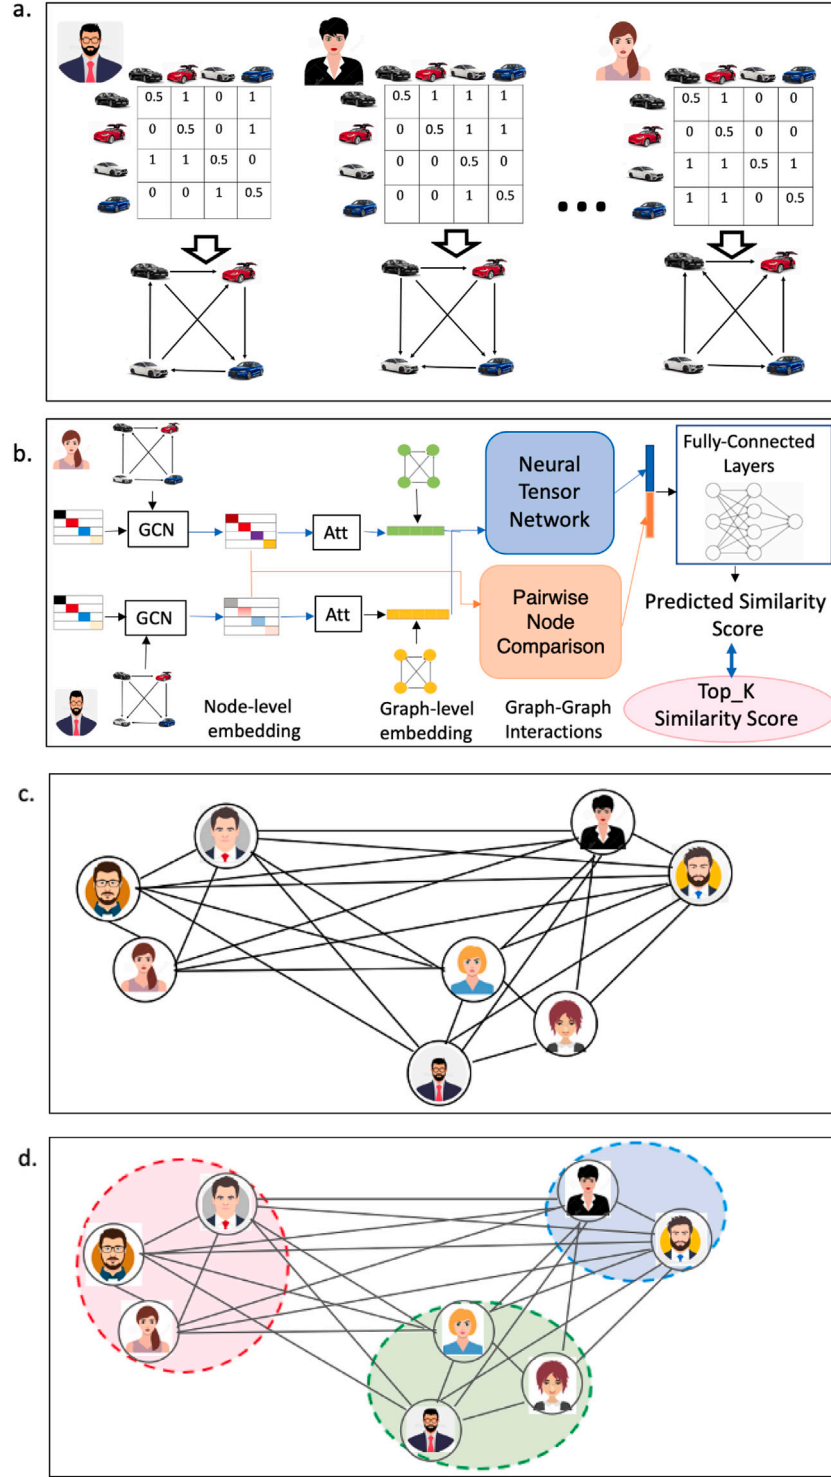 a.
0.5 1 0 1
0 0.5 0 1
1 1 0.5 0
0 0 1 0.5
0.5 1 1 1
0 0.5 1 1
0 0 0.5 0
0 0 1 0.5
0.5 1 0 0
0 0.5 0 0
1 1 0.5 1
1 1 0 0.5
...
b.
GCN
Att
GCN
Att
Node-level
embedding
Graph-level
embedding
Neural
Tensor
Network
Pairwise
Node
Comparison
Graph-Graph
Interactions
Fully-Connected
Layers
Predicted Similarity
Score
Top_K
Similarity Score
c.
d.